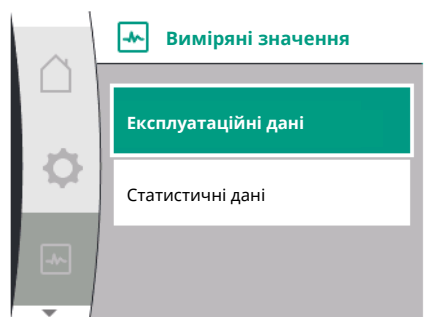 Виміряні значення
Експлуатаційні дані
Статистичні дані